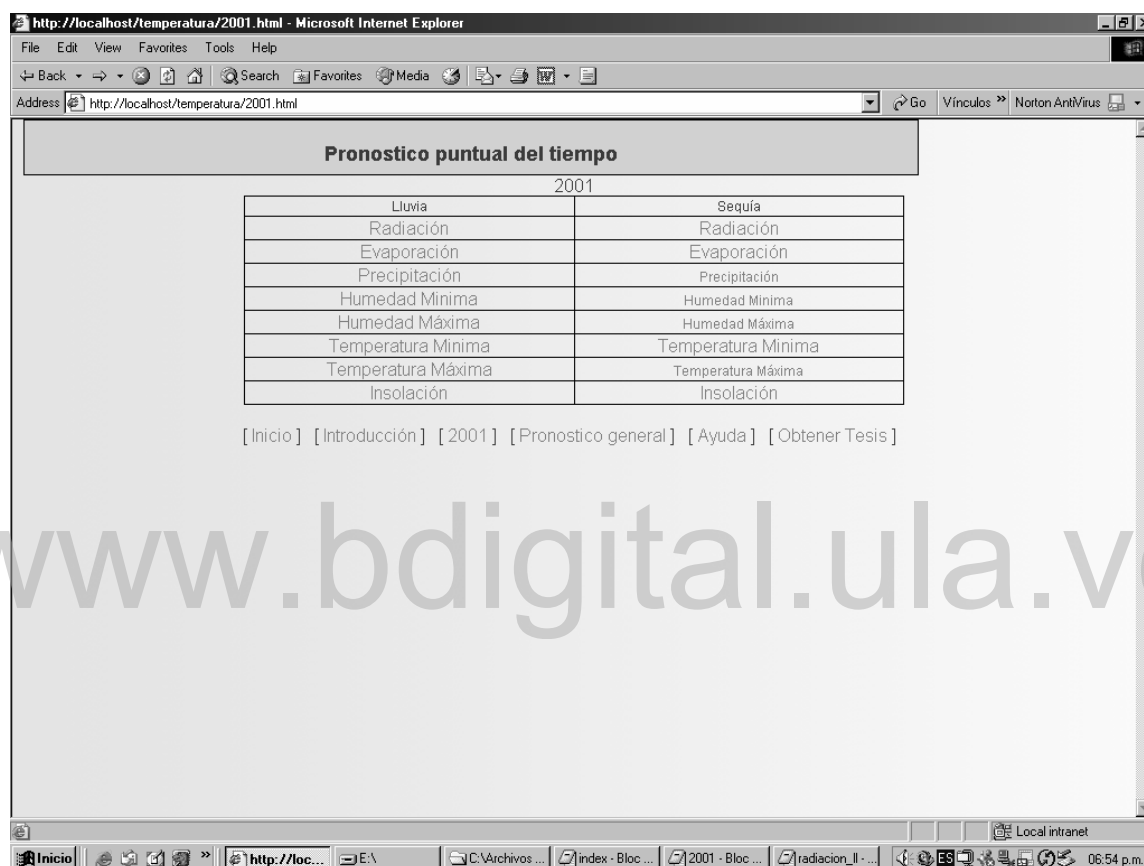 http://localhost/temperatura/2001.html - Microsoft Internet Explorer
File Edit View Favorites Tools Help
Back Search Favorites Media
Address http://localhost/temperatura/2001.html Go Vínculos » Norton AntiVirus
Pronostico puntual del tiempo
2001
Lluvia Sequía
Radiación Radiación
Evaporación Evaporación
Precipitación Precipitación
Humedad Minima Humedad Minima
Humedad Máxima Humedad Máxima
Temperatura Minima Temperatura Minima
Temperatura Máxima Temperatura Máxima
Insolación Insolación
[ Inicio ] [ Introducción ] [ 2001 ] [ Pronostico general ] [ Ayuda ] [ Obtener Tesis ]
www.bdigital.ula.ve
Local intranet
Inicio » http://loc... E:\ C:\Archivos ... index - Bloc ... 2001 - Bloc ... radiacion_ll - ... ES 06:54 p.m